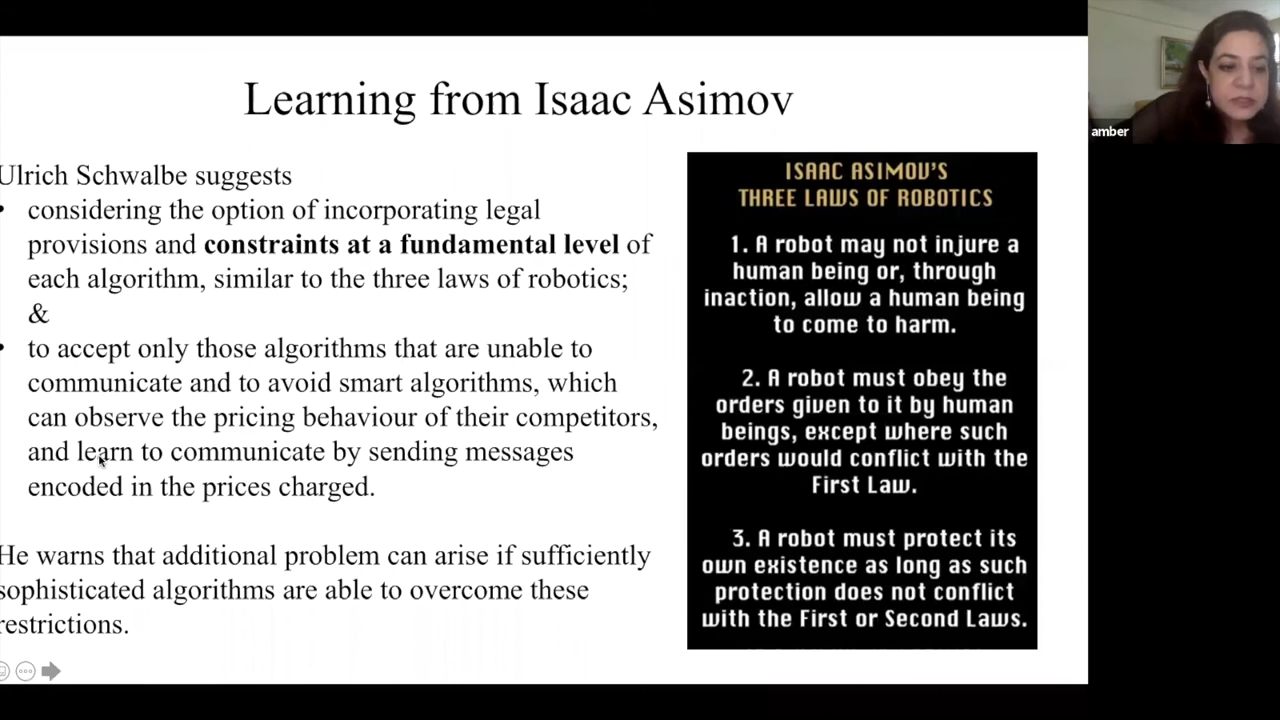 Learning from Isaac Asimov
amber
Ulrich Schwalbe suggests
• considering the option of incorporating legal
provisions and constraints at a fundamental level of
each algorithm, similar to the three laws of robotics;
&
• to accept only those algorithms that are unable to
communicate and to avoid smart algorithms, which
can observe the pricing behaviour of their competitors,
and learn to communicate by sending messages
encoded in the prices charged.
He warns that additional problem can arise if sufficiently
sophisticated algorithms are able to overcome these
restrictions.
ISAAC ASIMOV'S
THREE LAWS OF ROBOTICS
1. A robot may not injure a
human being or, through
inaction, allow a human being
to come to harm.
2. A robot must obey the
orders given to it by human
beings, except where such
orders would conflict with the
First Law.
3. A robot must protect its
own existence as long as such
protection does not conflict
with the First or Second Laws.